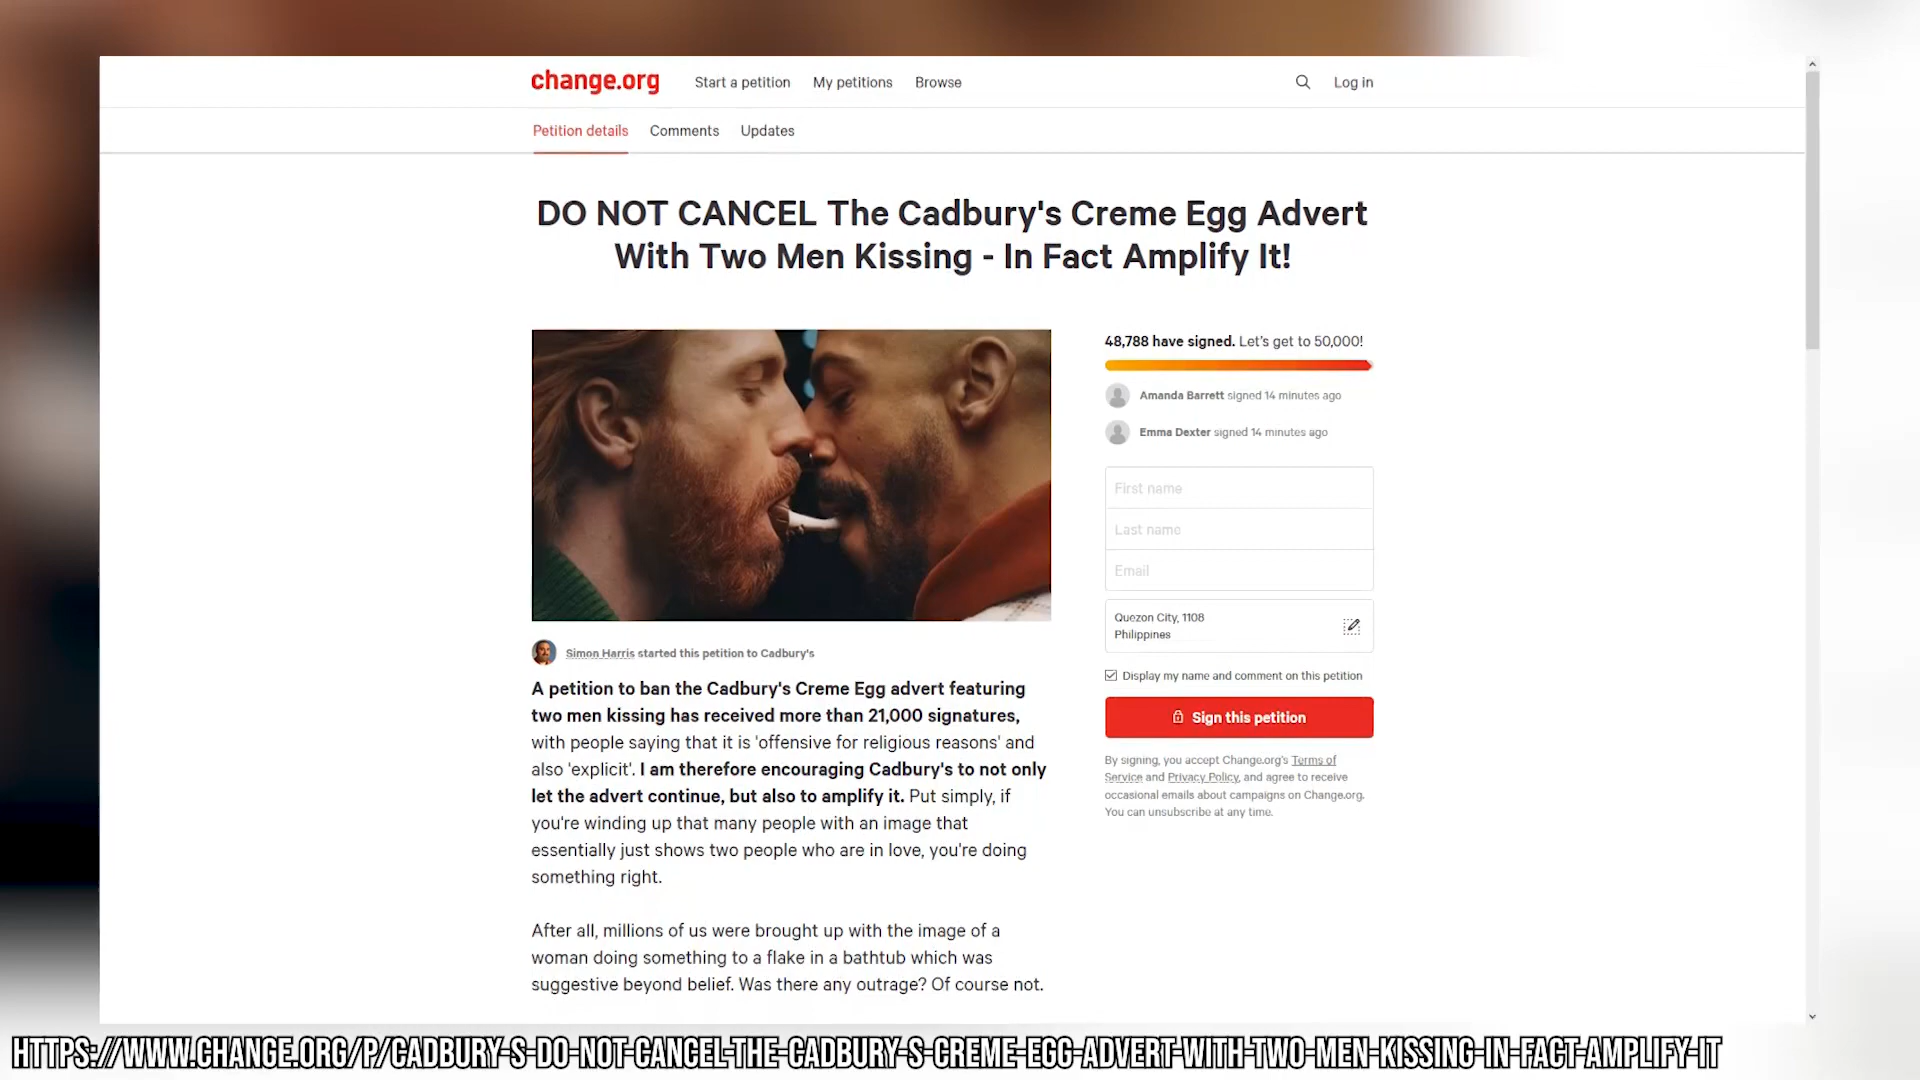 change.org
Start a petition
My petitions
Browse
Log in
Petition details
Comments
Updates
DO NOT CANCEL The Cadbury's Creme Egg Advert
With Two Men Kissing - In Fact Amplify It!
48,788 have signed. Let's get to 50,000!
Amanda Barrett signed 14 minutes ago
Emma Dexter signed 14 minutes ago
First name
Last name
Email
Quezon City, 1108
Philippines
Display my name and comment on this petition
Sign this petition
By signing, you accept Change.org's Terms of
Service and Privacy Policy, and agree to receive
occasional emails about campaigns on Change.org.
You can unsubscribe at any time.
Simon Harris started this petition to Cadbury's
A petition to ban the Cadbury's Creme Egg advert featuring
two men kissing has received more than 21,000 signatures,
with people saying that it is 'offensive for religious reasons' and
also 'explicit'. I am therefore encouraging Cadbury's to not only
let the advert continue, but also to amplify it. Put simply, if
you're winding up that many people with an image that
essentially just shows two people who are in love, you're doing
something right.
After all, millions of us were brought up with the image of a
woman doing something to a flake in a bathtub which was
suggestive beyond belief. Was there any outrage? Of course not.
HTTPS://WWW.CHANGE.ORG/P/CADBURY-S-DO-NOT-CANCEL-THE-CADBURY-S-CREME-EGG-ADVERT-WITH-TWO-MEN-KISSING-IN-FACT-AMPLIFY-IT